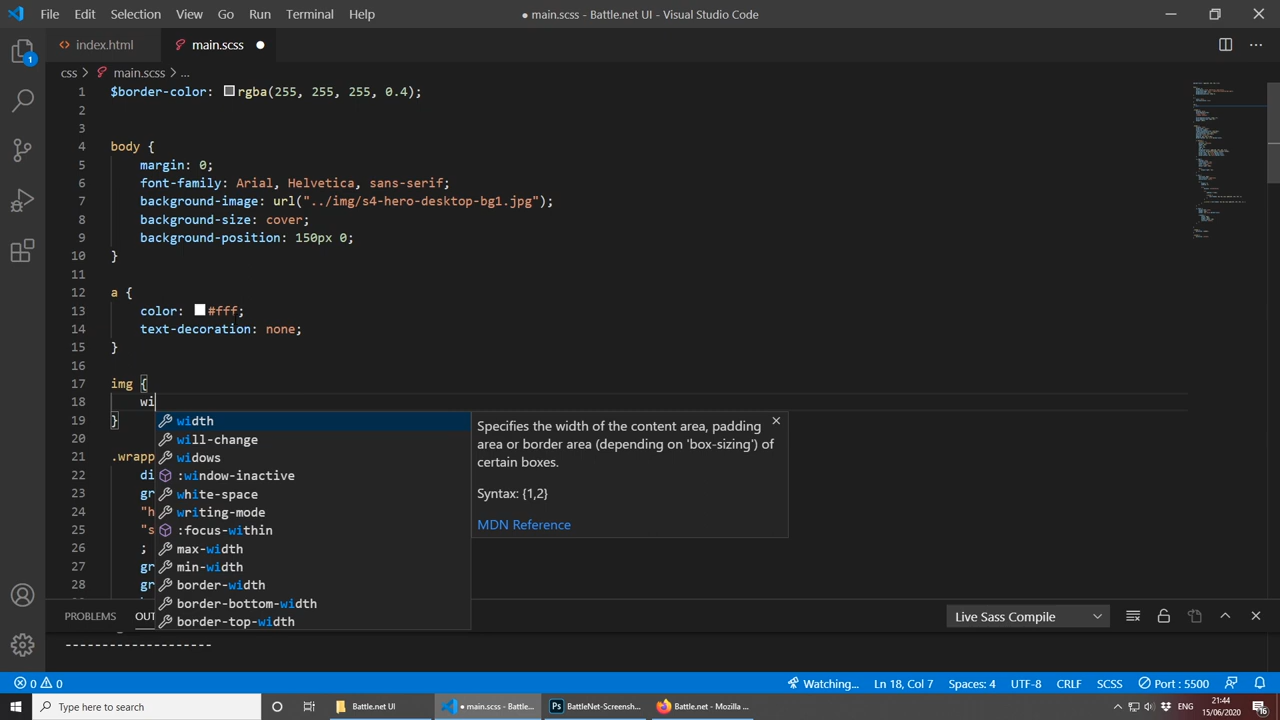 File Edit Selection View Go Run Terminal Help
● main.scss - Battle.net UI - Visual Studio Code
1
index.html
main.scss
css > main.scss > ...
1 $border-color: rgba(255, 255, 255, 0.4);
2
3
4 body {
5 margin: 0;
6 font-family: Arial, Helvetica, sans-serif;
7 background-image: url("../img/s4-hero-desktop-bg1.jpg");
8 background-size: cover;
9 background-position: 150px 0;
10 }
11
12 a {
13 color: #fff;
14 text-decoration: none;
15 }
16
17 img {
18 wi
19 }
20
21 .wrapp
22 di
23 gr
24 "h
25 "s
26 ;
27 gr
28 gr
width
will-change
widows
:window-inactive
white-space
writing-mode
:focus-within
max-width
min-width
border-width
border-bottom-width
border-top-width
Specifies the width of the content area, padding
area or border area (depending on 'box-sizing') of
certain boxes.
Syntax: {1,2}
MDN Reference
PROBLEMS OUT
Live Sass Compile
--------------------
0 0
Watching...
Ln 18, Col 7
Spaces: 4
UTF-8
CRLF
SCSS
Port : 5500
Type here to search
Battle.net UI
● main.scss - Battle...
BattleNet-Screensh...
Battle.net - Mozilla ...
ENG
21:44
15/06/2020
16